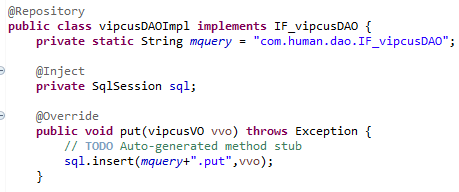 @Repository
public class vipcusDAOImpl implements IF_vipcusDAO {
    private static String mquery = "com.human.dao.IF_vipcusDAO";
    @Inject
    private SqlSession sql;
    @Override
    public void put(vipcusVO vvo) throws Exception {
        // TODO Auto-generated method stub
        sql.insert(mquery+".put",vvo);
    }